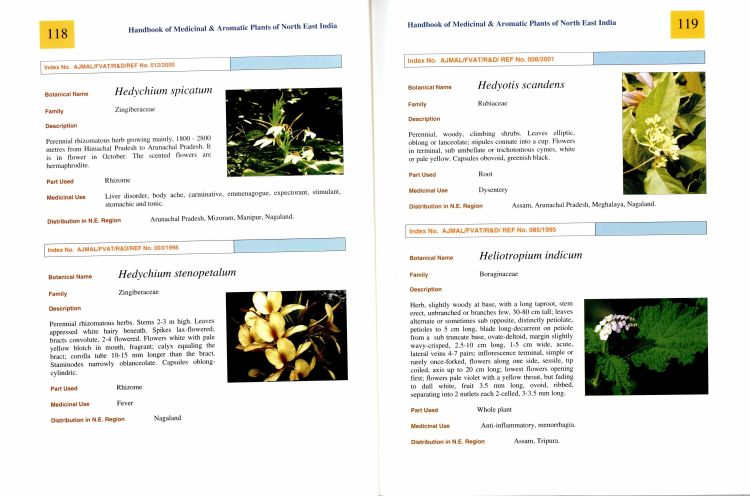 118
Handbook of Medicinal & Aromatic Plants of North East India
Index No. AJMAL/FVAT/R&D/REF No. 012/2000
Botanical Name Hedychium spicatum
Family Zingiberaceae
Description
Perennial rhizomatous herb growing mainly, 1800 - 2800
metres from Himachal Pradesh to Arunachal Pradesh. It
is in flower in October. The scented flowers are
hermaphrodite.
Part Used Rhizome
Medicinal Use Liver disorder, body ache, carminative, emmenagogue, expectorant, stimulant,
stomachic and tonic.
Distribution in N.E. Region Arunachal Pradesh, Mizoram, Manipur, Nagaland.
Index No. AJMAL/FVAT/R&D/REF No. 003/1998
Botanical Name Hedychium stenopetalum
Family Zingiberaceae
Description
Perennial rhizomatous herbs. Stems 2-3 m high. Leaves
appressed white hairy beneath. Spikes lax-flowered;
bracts convolute, 2-4 flowered. Flowers white with pale
yellow blotch in mouth, fragrant; calyx equaling the
bract; corolla tube 10-15 mm longer than the bract.
Staminodes narrowly oblanceolate. Capsules oblong-
cylindric.
Part Used Rhizome
Medicinal Use Fever
Distribution in N.E. Region Nagaland
Handbook of Medicinal & Aromatic Plants of North East India
119
Index No. AJMAL/FVAT/R&D/ REF No. 008/2001
Botanical Name Hedyotis scandens
Family Rubiaceae
Description
Perennial, woody, climbing shrubs. Leaves elliptic,
oblong or lanceolate; stipules connate into a cup. Flowers
in terminal, sub umbellate or trichotomous cymes, white
or pale yellow. Capsules obovoid, greenish black.
Part Used Root
Medicinal Use Dysentery
Distribution in N.E. Region Assam, Arunachal Pradesh, Meghalaya, Nagaland.
Index No. AJMAL/FVAT/R&D/ REF No. 085/1995
Botanical Name Heliotropium indicum
Family Boraginaceae
Description
Herb, slightly woody at base, with a long taproot, stem
erect, unbranched or branches few, 30-80 cm tall; leaves
alternate or sometimes sub opposite, distinctly petiolate,
petioles to 5 cm long, blade long-decurrent on petiole
from a sub truncate base, ovate-deltoid, margin slightly
wavy-crisped, 2.5-10 cm long, 1-5 cm wide, acute,
lateral veins 4-7 pairs; inflorescence terminal, simple or
rarely once-forked, flowers along one side, sessile, tip
coiled, axis up to 20 cm long; lowest flowers opening
first; flowers pale violet with a yellow throat, but fading
to dull white, fruit 3.5 mm long, ovoid, ribbed,
separating into 2 nutlets each 2-celled, 3-3.5 mm long.
Part Used Whole plant
Medicinal Use Anti-inflammatory, menorrhagia.
Distribution in N.E. Region Assam, Tripura.